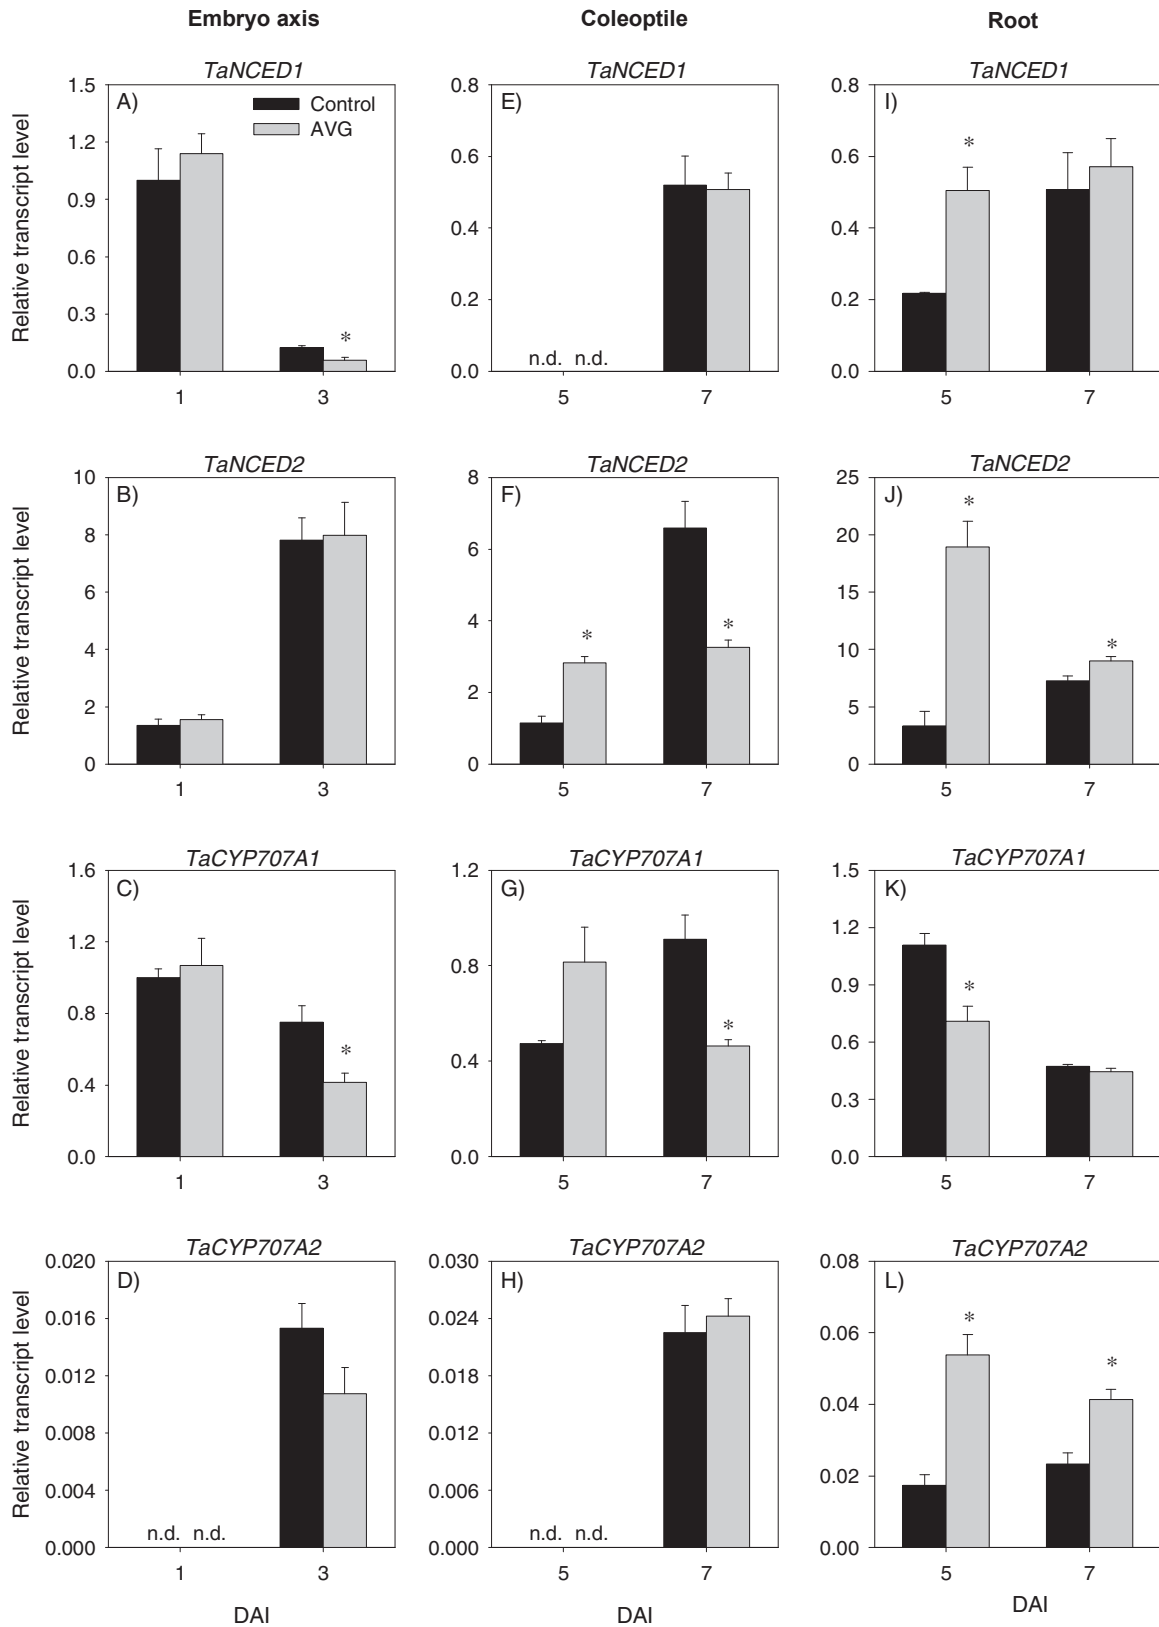 Embryo axis
Coleoptile
Root
TaNCED1
TaNCED1
TaNCED1
A)
Control
AVG
E)
I)
Relative transcript level
1.5
1.2
0.9
0.6
0.3
0.0
*
1
3
0.8
0.6
0.4
0.2
0.0
n.d. n.d.
5
7
0.8
0.6
0.4
0.2
0.0
*
5
7
TaNCED2
TaNCED2
TaNCED2
B)
F)
J)
Relative transcript level
10
8
6
4
2
0
1
3
8
6
4
2
0
*
*
5
7
25
20
15
10
5
0
*
*
5
7
TaCYP707A1
TaCYP707A1
TaCYP707A1
C)
G)
K)
Relative transcript level
1.6
1.2
0.8
0.4
0.0
*
1
3
1.2
0.8
0.4
0.0
*
5
7
1.5
1.2
0.9
0.6
0.3
0.0
*
5
7
TaCYP707A2
TaCYP707A2
TaCYP707A2
D)
H)
L)
Relative transcript level
0.020
0.016
0.012
0.008
0.004
0.000
n.d. n.d.
1
3
DAI
0.030
0.024
0.018
0.012
0.006
0.000
n.d. n.d.
5
7
DAI
0.08
0.06
0.04
0.02
0.00
*
*
5
7
DAI